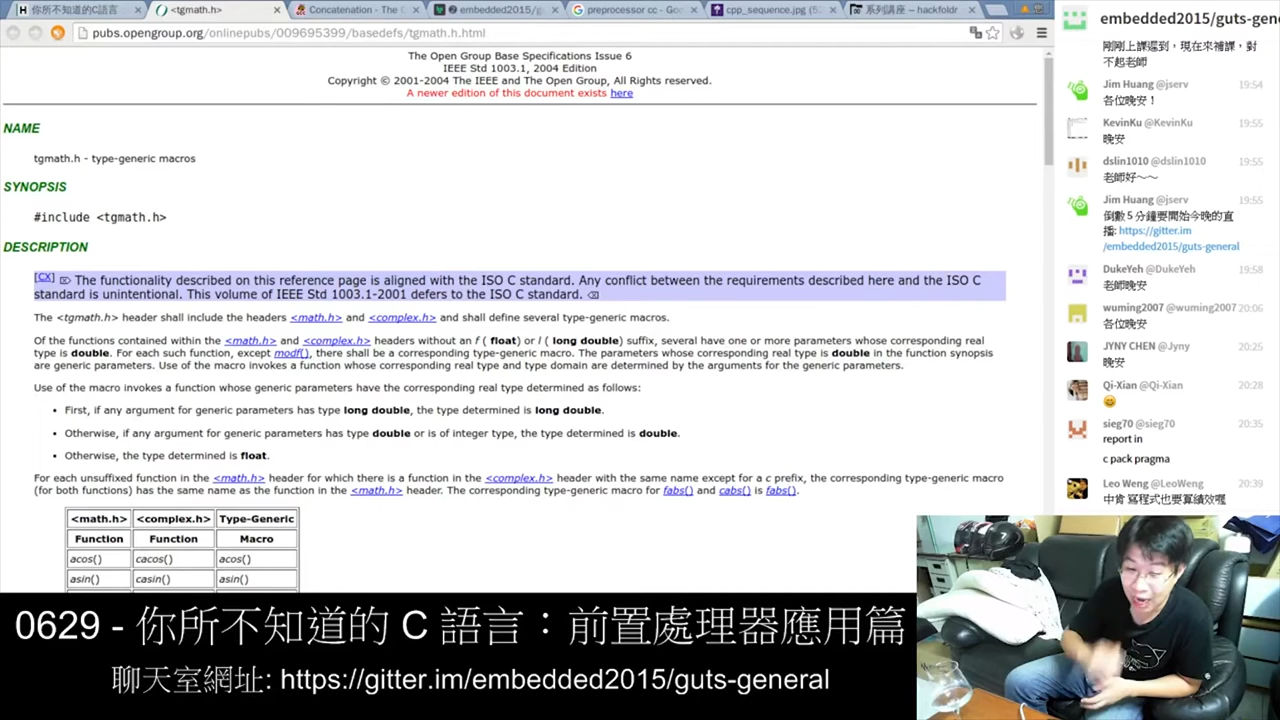 你所不知道的C語言
<tgmath.h>
Concatenation - The C
embedded2015/gu
preprocessor cc - Goo
cpp_sequence.jpg (52
系列講座 – hackfoldr
pubs.opengroup.org/onlinepubs/009695399/basedefs/tgmath.h.html
The Open Group Base Specifications Issue 6
IEEE Std 1003.1, 2004 Edition
Copyright © 2001-2004 The IEEE and The Open Group, All Rights reserved.
A newer edition of this document exists here
NAME
tgmath.h - type-generic macros
SYNOPSIS
#include <tgmath.h>
DESCRIPTION
[CX] The functionality described on this reference page is aligned with the ISO C standard. Any conflict between the requirements described here and the ISO C
standard is unintentional. This volume of IEEE Std 1003.1-2001 defers to the ISO C standard.
The <tgmath.h> header shall include the headers <math.h> and <complex.h> and shall define several type-generic macros.
Of the functions contained within the <math.h> and <complex.h> headers without an f ( float) or l ( long double) suffix, several have one or more parameters whose corresponding real
type is double. For each such function, except modf(), there shall be a corresponding type-generic macro. The parameters whose corresponding real type is double in the function synopsis
are generic parameters. Use of the macro invokes a function whose corresponding real type and type domain are determined by the arguments for the generic parameters.
Use of the macro invokes a function whose generic parameters have the corresponding real type determined as follows:
• First, if any argument for generic parameters has type long double, the type determined is long double.
• Otherwise, if any argument for generic parameters has type double or is of integer type, the type determined is double.
• Otherwise, the type determined is float.
For each unsuffixed function in the <math.h> header for which there is a function in the <complex.h> header with the same name except for a c prefix, the corresponding type-generic macro
(for both functions) has the same name as the function in the <math.h> header. The corresponding type-generic macro for fabs() and cabs() is fabs().
<math.h> <complex.h> Type-Generic
Function Function Macro
acos() cacos() acos()
asin() casin() asin()
embedded2015/guts-gen
剛剛上課遲到，現在來補課，對
不起老師
Jim Huang @jserv 19:54
各位晚安！
KevinKu @KevinKu 19:55
晚安
dslin1010 @dslin1010 19:55
老師好～～
Jim Huang @jserv 19:55
倒數 5 分鐘要開始今晚的直
播: https://gitter.im
/embedded2015/guts-general
DukeYeh @DukeYeh 19:58
老師晚安
wuming2007 @wuming2007 20:06
各位晚安
JYNY CHEN @Jyny 20:25
晚安
Qi-Xian @Qi-Xian 20:28
sieg70 @sieg70 20:35
report in
c pack pragma
Leo Weng @LeoWeng 20:39
中肯 寫程式也要算績效喔
0629 - 你所不知道的 C 語言：前置處理器應用篇
聊天室網址: https://gitter.im/embedded2015/guts-general